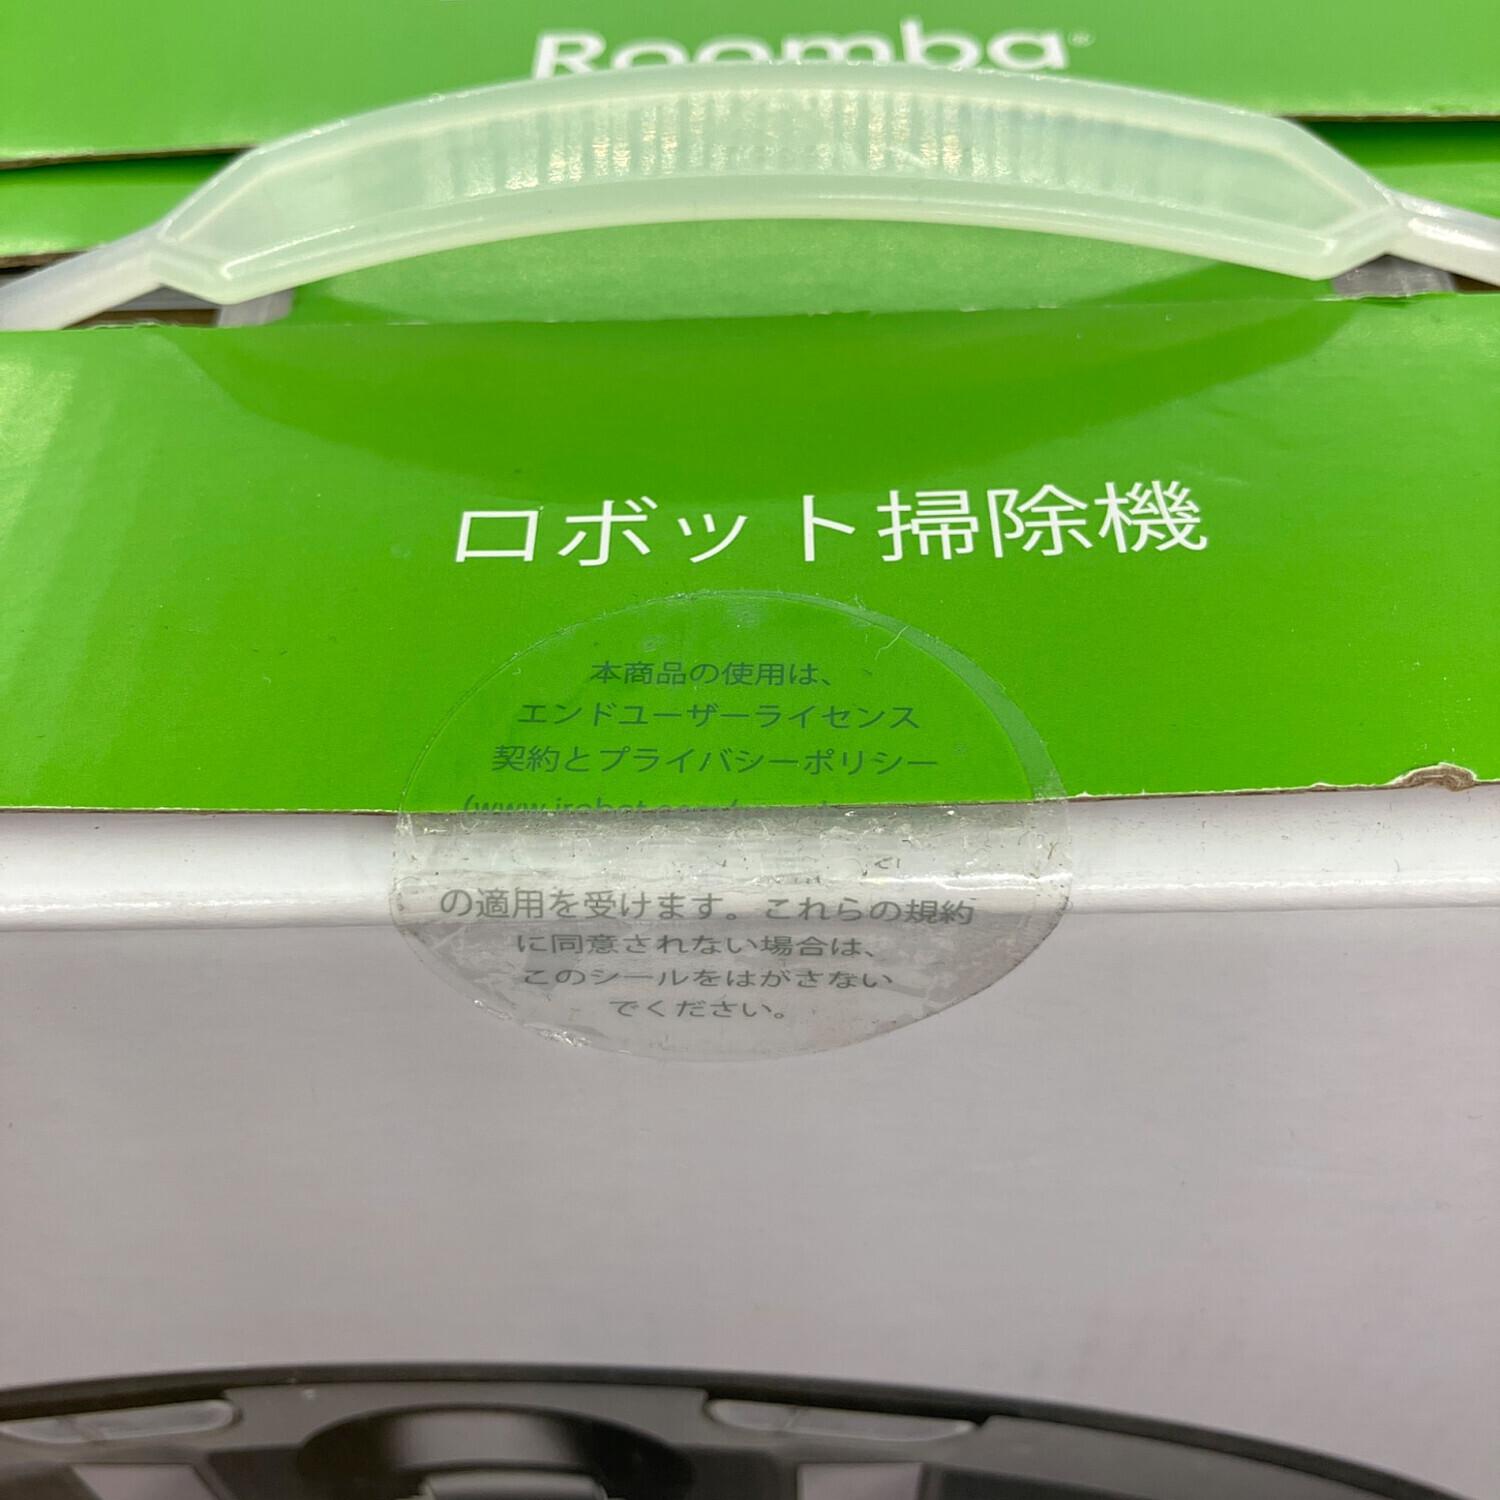 Roomba®
ロボット掃除機
本商品の使用は、
エンドユーザーライセンス
契約とプライバシーポリシー
(www.irobot.com/
の適用を受けます。これらの規約
に同意されない場合は、
このシールをはがさない
でください。